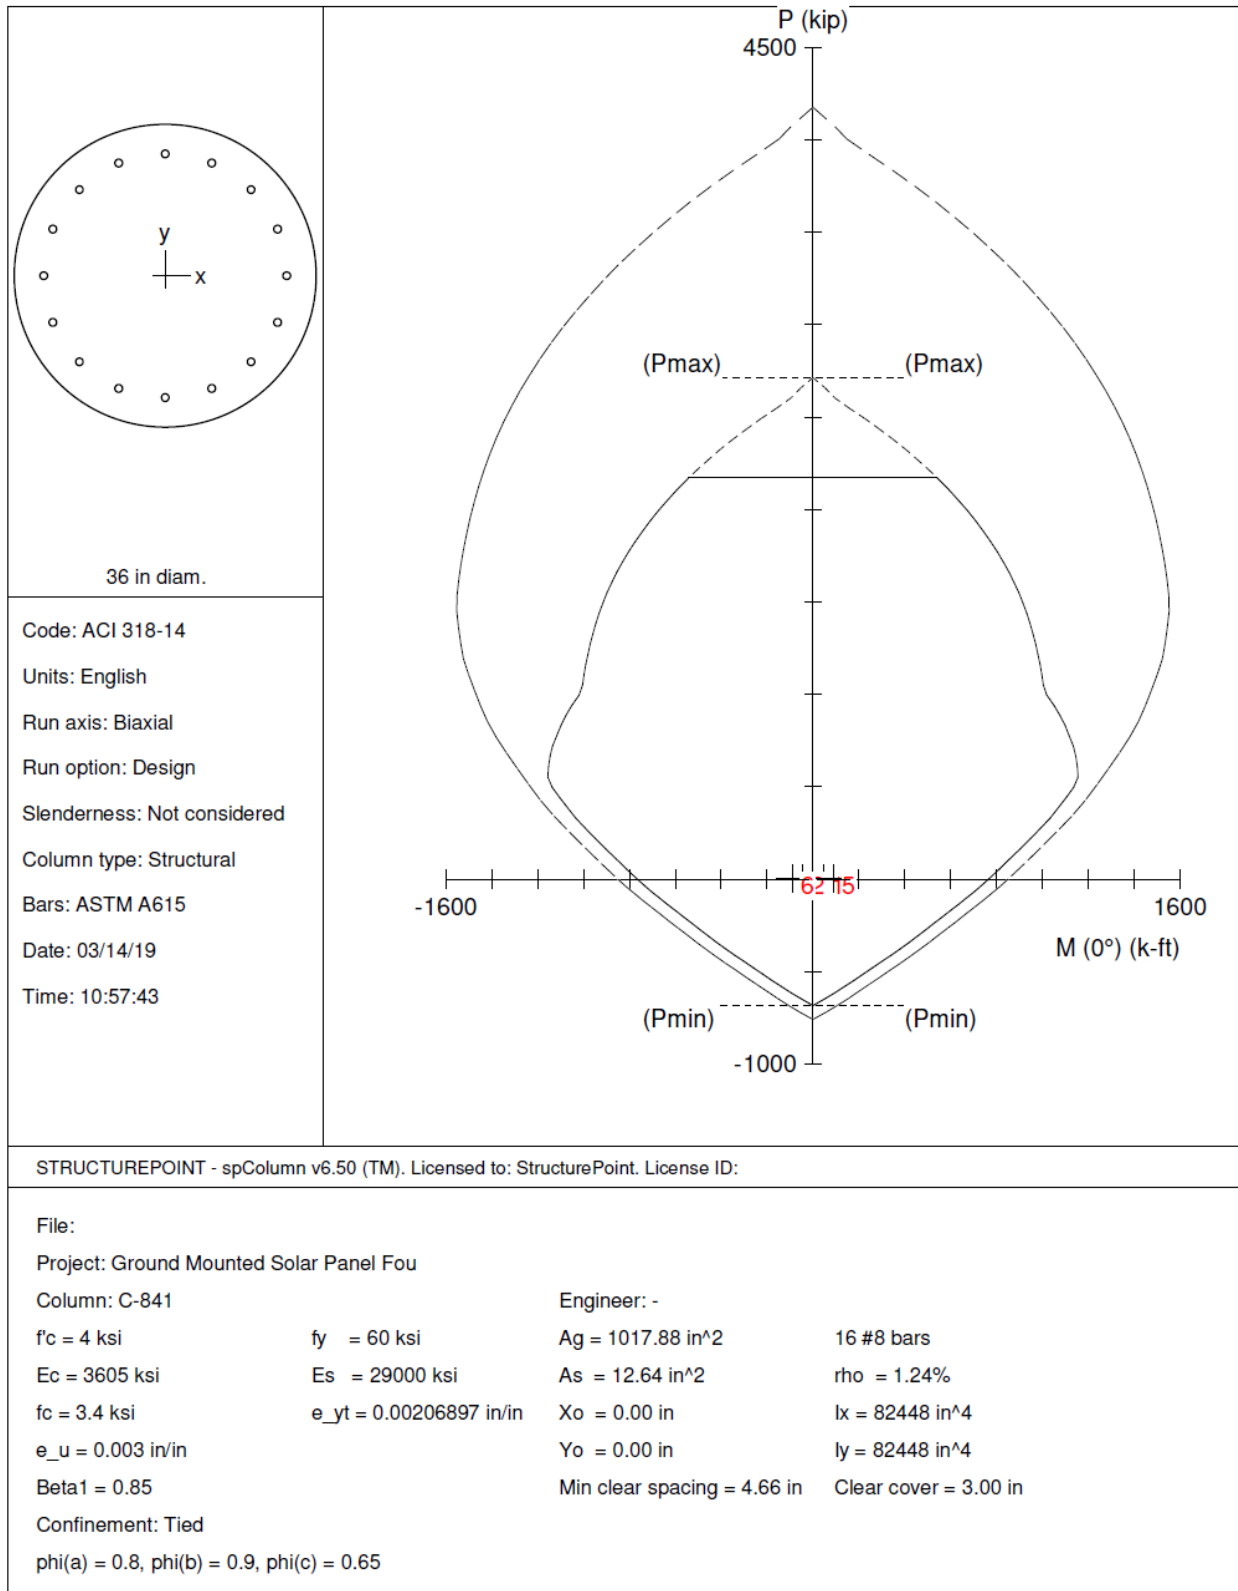 P (kip)
4500
y
x
(Pmax) (Pmax)
36 in diam.
Code: ACI 318-14
Units: English
Run axis: Biaxial
Run option: Design
Slenderness: Not considered
Column type: Structural
Bars: ASTM A615
Date: 03/14/19
Time: 10:57:43
-1600
1600
M (0°) (k-ft)
(Pmin) (Pmin)
-1000
STRUCTUREPOINT - spColumn v6.50 (TM). Licensed to: StructurePoint. License ID:
File:
Project: Ground Mounted Solar Panel Fou
Column: C-841 Engineer: -
f'c = 4 ksi fy = 60 ksi Ag = 1017.88 in^2 16 #8 bars
Ec = 3605 ksi Es = 29000 ksi As = 12.64 in^2 rho = 1.24%
fc = 3.4 ksi e_yt = 0.00206897 in/in Xo = 0.00 in Ix = 82448 in^4
e_u = 0.003 in/in Yo = 0.00 in Iy = 82448 in^4
Beta1 = 0.85 Min clear spacing = 4.66 in Clear cover = 3.00 in
Confinement: Tied
phi(a) = 0.8, phi(b) = 0.9, phi(c) = 0.65